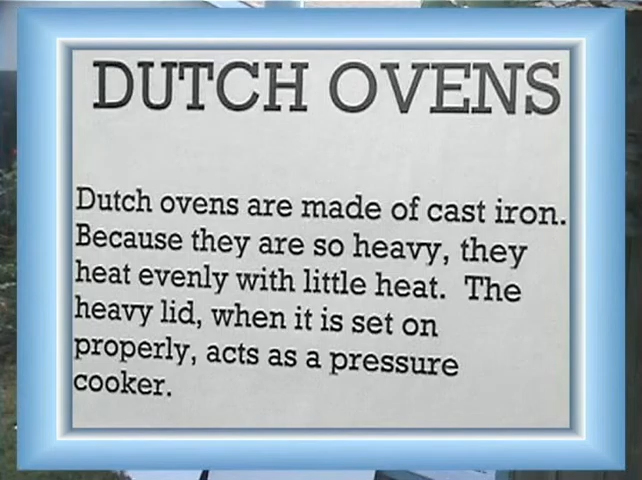 DUTCH OVENS
Dutch ovens are made of cast iron.
Because they are so heavy, they
heat evenly with little heat. The
heavy lid, when it is set on
properly, acts as a pressure
cooker.